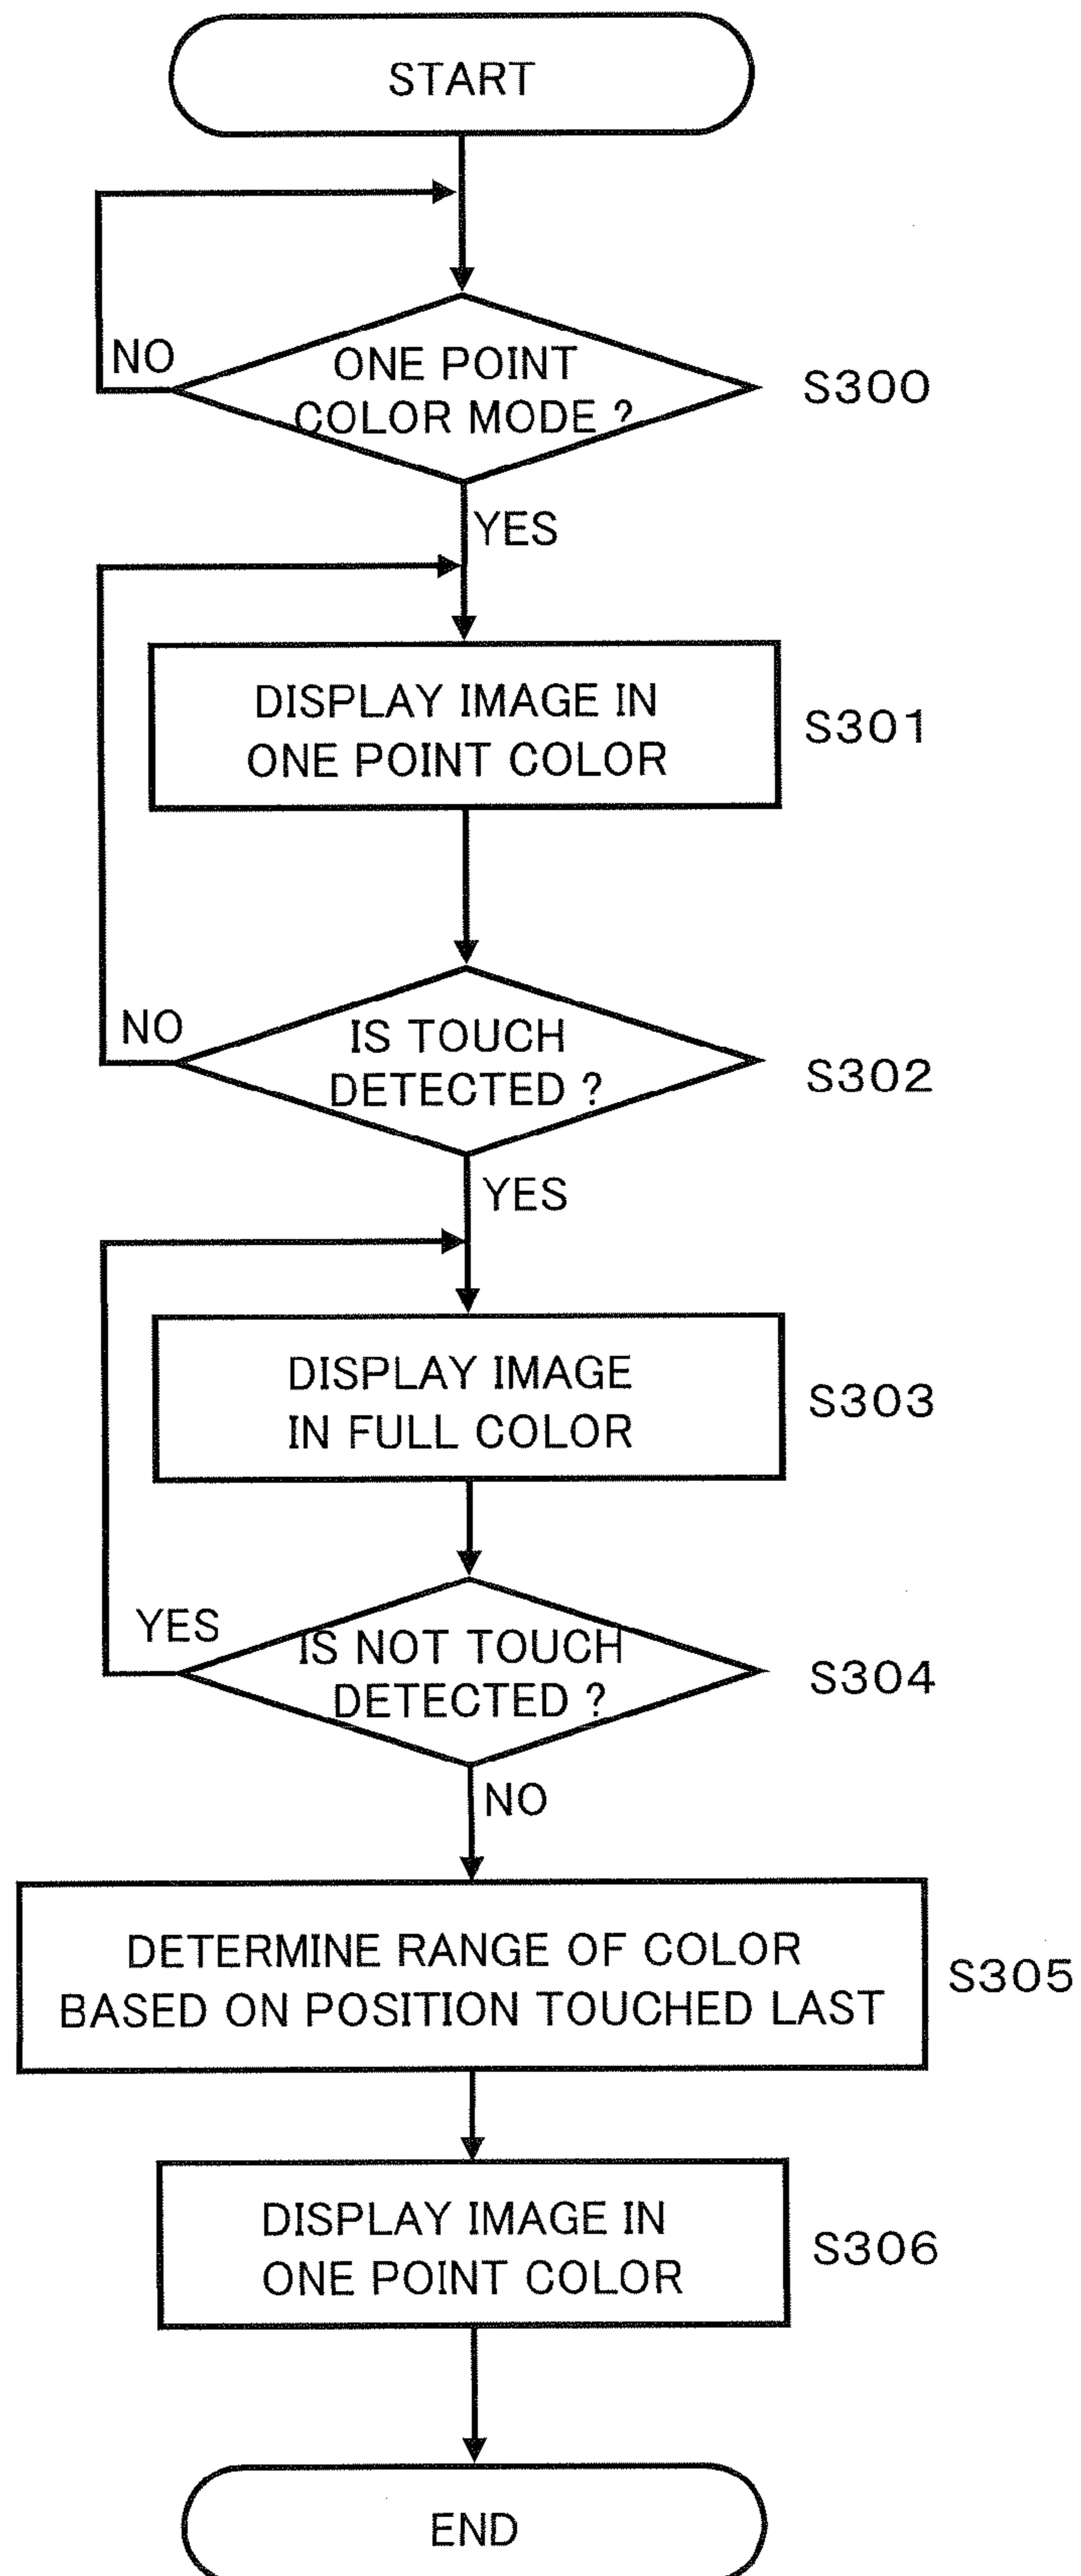 START
NO
ONE POINT
COLOR MODE ?
S300
YES
DISPLAY IMAGE IN
ONE POINT COLOR
S301
NO
IS TOUCH
DETECTED ?
S302
YES
DISPLAY IMAGE
IN FULL COLOR
S303
YES
IS NOT TOUCH
DETECTED ?
S304
NO
DETERMINE RANGE OF COLOR
BASED ON POSITION TOUCHED LAST
S305
DISPLAY IMAGE IN
ONE POINT COLOR
S306
END